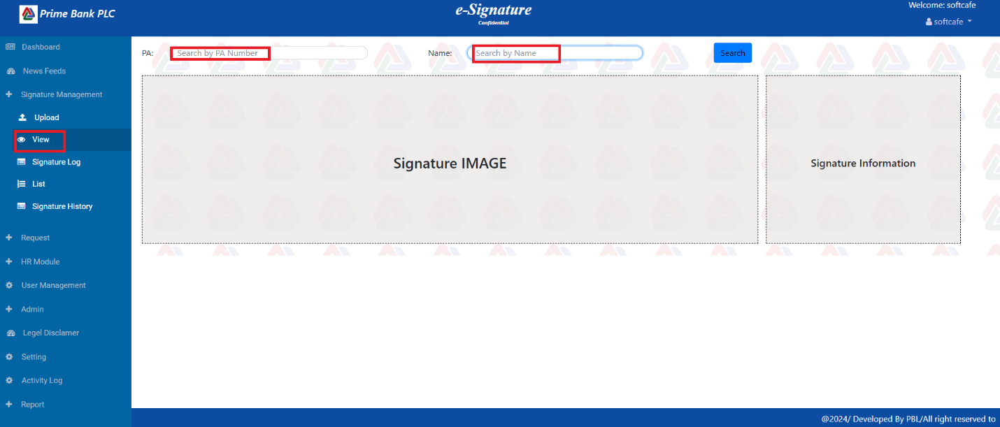 Prime Bank PLC
e-Signature
Confidential
Welcome: softcafe
softcafe
Dashboard
News Feeds
Signature Management
Upload
View
Signature Log
List
Signature History
Request
HR Module
User Management
Admin
Legel Disclamer
Setting
Activity Log
Report
PA: Search by PA Number Name: Search by Name Search
Signature IMAGE
Signature Information
@2024/ Developed By PBL/All right reserved to